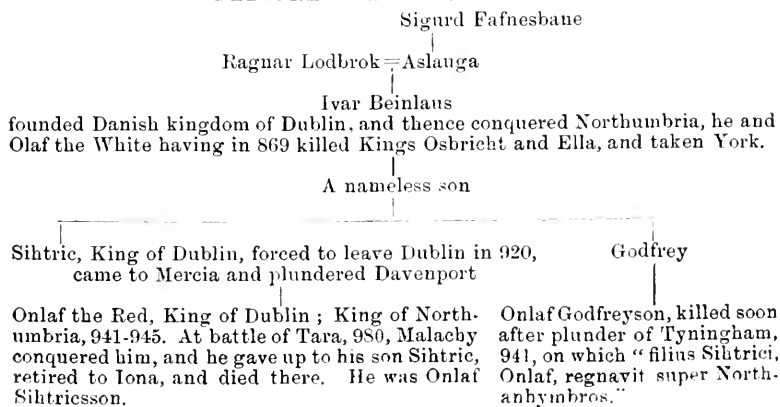 Sigurd Fafnesbane
Ragnar Lodbrok = Aslauga
Ivar Beinlaus
founded Danish kingdom of Dublin, and thence conquered Northumbria, he and
Olaf the White having in 869 killed Kings Osbricht and Ella, and taken York.
A nameless son
Sihtric, King of Dublin, forced to leave Dublin in 920,
came to Mercia and plundered Davenport
Godfrey
Onlaf the Red, King of Dublin ; King of North-
umbria, 941-945. At battle of Tara, 980, Malachy
conquered him, and he gave up to his son Sihtric,
retired to Iona, and died there. He was Onlaf
Sihtricsson.
Onlaf Godfreyson, killed soon
after plunder of Tyningham,
941, on which "filius Sihtrici,
Onlaf, regnavit super North-
anhymbros."